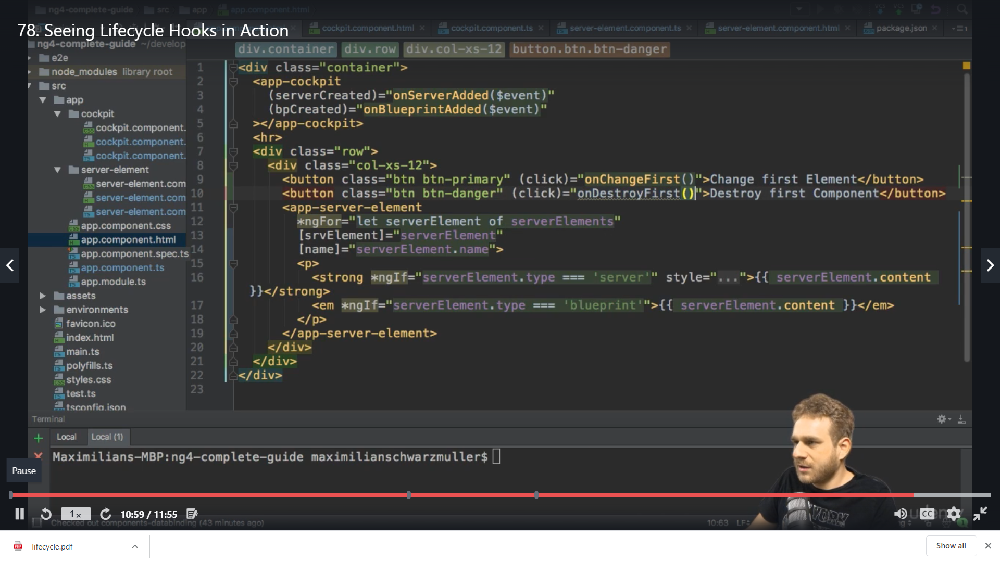 ng4-complete-guide src app app.component.html
78. Seeing Lifecycle Hooks in Action
cockpit.component.html cockpit.component.ts server-element.component.ts server-element.component.html package.json
ng4-complete-guide ~/develop
div.container div.row div.col-xs-12 button.btn.btn-danger
e2e
node_modules library root
src
app
cockpit
cockpit.component.
cockpit.component.
cockpit.component.
server-element
server-element.com
server-element.com
server-element.com
app.component.css
app.component.html
app.component.spec.ts
app.component.ts
app.module.ts
assets
environments
favicon.ico
index.html
main.ts
polyfills.ts
styles.css
test.ts
tsconfig.json
1 <div class="container">
2 <app-cockpit
3 (serverCreated)="onServerAdded($event)"
4 (bpCreated)="onBlueprintAdded($event)"
5 ></app-cockpit>
6 <hr>
7 <div class="row">
8 <div class="col-xs-12">
9 <button class="btn btn-primary" (click)="onChangeFirst()">Change first Element</button>
10 <button class="btn btn-danger" (click)="onDestroyFirst()">Destroy first Component</button>
11 <app-server-element
12 *ngFor="let serverElement of serverElements"
13 [srvElement]="serverElement"
14 [name]="serverElement.name">
15 <p>
16 <strong *ngIf="serverElement.type === 'server'" style="...">{{ serverElement.content
}}</strong>
17 <em *ngIf="serverElement.type === 'blueprint'">{{ serverElement.content }}</em>
18 </p>
19 </app-server-element>
20 </div>
21 </div>
22 </div>
23
Terminal
Local Local (1)
Maximilians-MBP:ng4-complete-guide maximilianschwarzmuller$
Pause
1x 10:59 / 11:55
CC
Checked out components-databinding (43 minutes ago)
10:63 LF
lifecycle.pdf
Show all